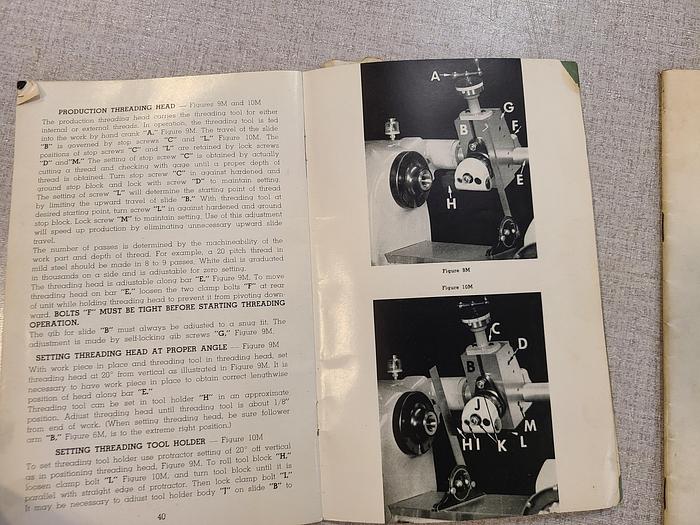 PRODUCTION THREADING HEAD — Figures 9M and 10M
The production threading head carries the threading tool for either
internal or external threads. In operation, the threading tool is fed
into the work by hand crank "A," Figure 9M. The travel of the slide
"B" is governed by stop screws "C" and "L," Figure 10M. The
positions of stop screws "C" and "L" are retained by lock screws
"D" and "M." The setting of stop screw "C" is obtained by actually
cutting a thread and checking with gage until a proper depth of
thread is obtained. Turn stop screw "C" in against hardened and
ground stop block and lock with screw "D" to maintain setting.
The setting of screw "L" will determine the starting point of thread
by limiting the upward travel of slide "B." With threading tool at
desired starting point, turn screw "L" in against hardened and ground
stop block. Lock screw "M" to maintain setting. Use of this adjustment
will speed up production by eliminating unnecessary upward slide
travel.
The number of passes is determined by the machineability of the
work part and depth of thread. For example, a 20 pitch thread in
mild steel should be made in 8 to 9 passes. White dial is graduated
in thousands on a side and is adjustable for zero setting.
The threading head is adjustable along bar "E," Figure 9M. To move
threading head on bar "E," loosen the two clamp bolts "F" at rear
of unit while holding threading head to prevent it from pivoting down-
ward. BOLTS "F" MUST BE TIGHT BEFORE STARTING THREADING
OPERATION.
The gib for slide "B" must always be adjusted to a snug fit. The
adjustment is made by self-locking gib screws "G," Figure 9M.
SETTING THREADING HEAD AT PROPER ANGLE — Figure 9M
With work piece in place and threading tool in threading head, set
threading head at 20° from vertical as illustrated in Figure 9M. It is
necessary to have work piece in place to obtain correct lengthwise
position of head along bar "E."
Threading tool can be set in tool holder "H" in an approximate
position. Adjust threading head until threading tool is about 1/8"
from end of work. (When setting threading head, be sure follower
arm "B," Figure 6M, is to the extreme right position.)
SETTING THREADING TOOL HOLDER — Figure 10M
To set threading tool holder use protractor setting of 20° off vertical
as in positioning threading head, Figure 9M. To roll tool block "H,"
loosen clamp bolt "I," Figure 10M, and turn tool block until it is
parallel with straight edge of protractor. Then lock clamp bolt "I."
It may be necessary to adjust tool holder body "J" on slide "B" to
40
A
G
B
F
E
H
Figure 9M
Figure 10M
C
D
B
J
M
H I K L